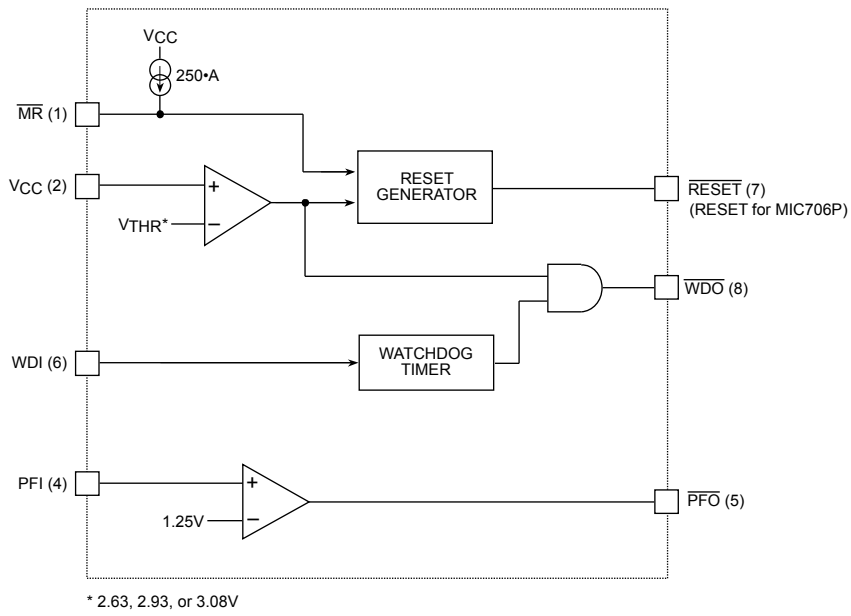 VCC
250•A
MR (1)
VCC (2)
+
VTHR*
−
RESET
GENERATOR
RESET (7)
(RESET for MIC706P)
WDO (8)
WDI (6)
WATCHDOG
TIMER
PFI (4)
+
1.25V
−
PFO (5)
* 2.63, 2.93, or 3.08V